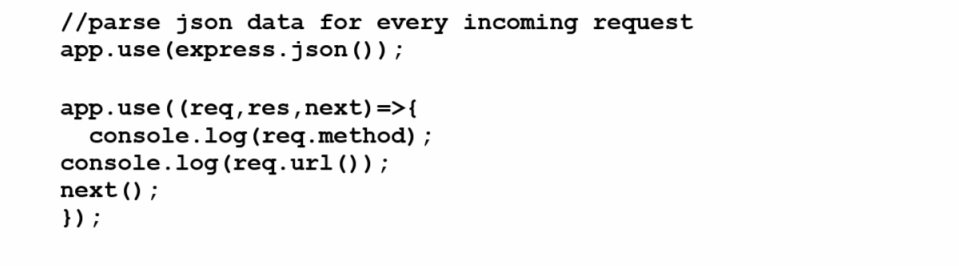 //parse json data for every incoming request
app.use(express.json());
app.use((req,res,next)=>{
console.log(req.method);
console.log(req.url());
next();
});